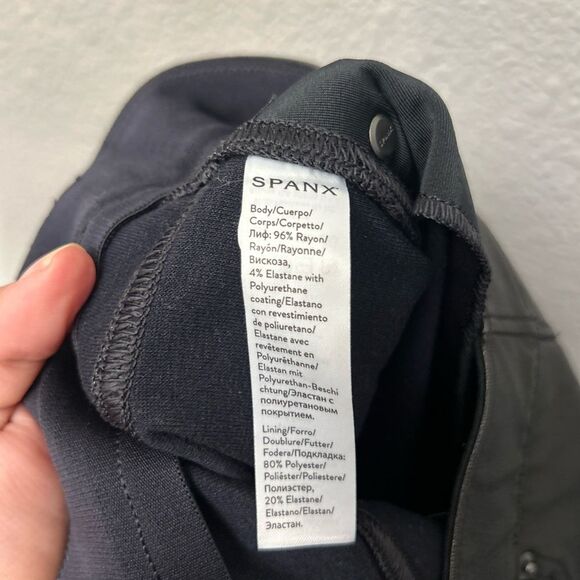 SPANX
Body/Cuerpo/
Corps/Corpetto/
Лиф: 96% Rayon/
Rayón/Rayonne/
Вискоза,
4% Elastane with
Polyurethane
coating/Elastano
con revestimiento
de poliuretano/
Elastane avec
revêtement en
Polyuréthanne/
Elastan mit
Polyurethan-Beschi
chtung/Эластан с
полиуретановым
покрытием.
Lining/Forro/
Doublure/Futter/
Fodera/Подкладка:
80% Polyester/
Poliéster/Poliestere/
Полиэстер,
20% Elastane/
Elastano/Elastan/
Эластан.